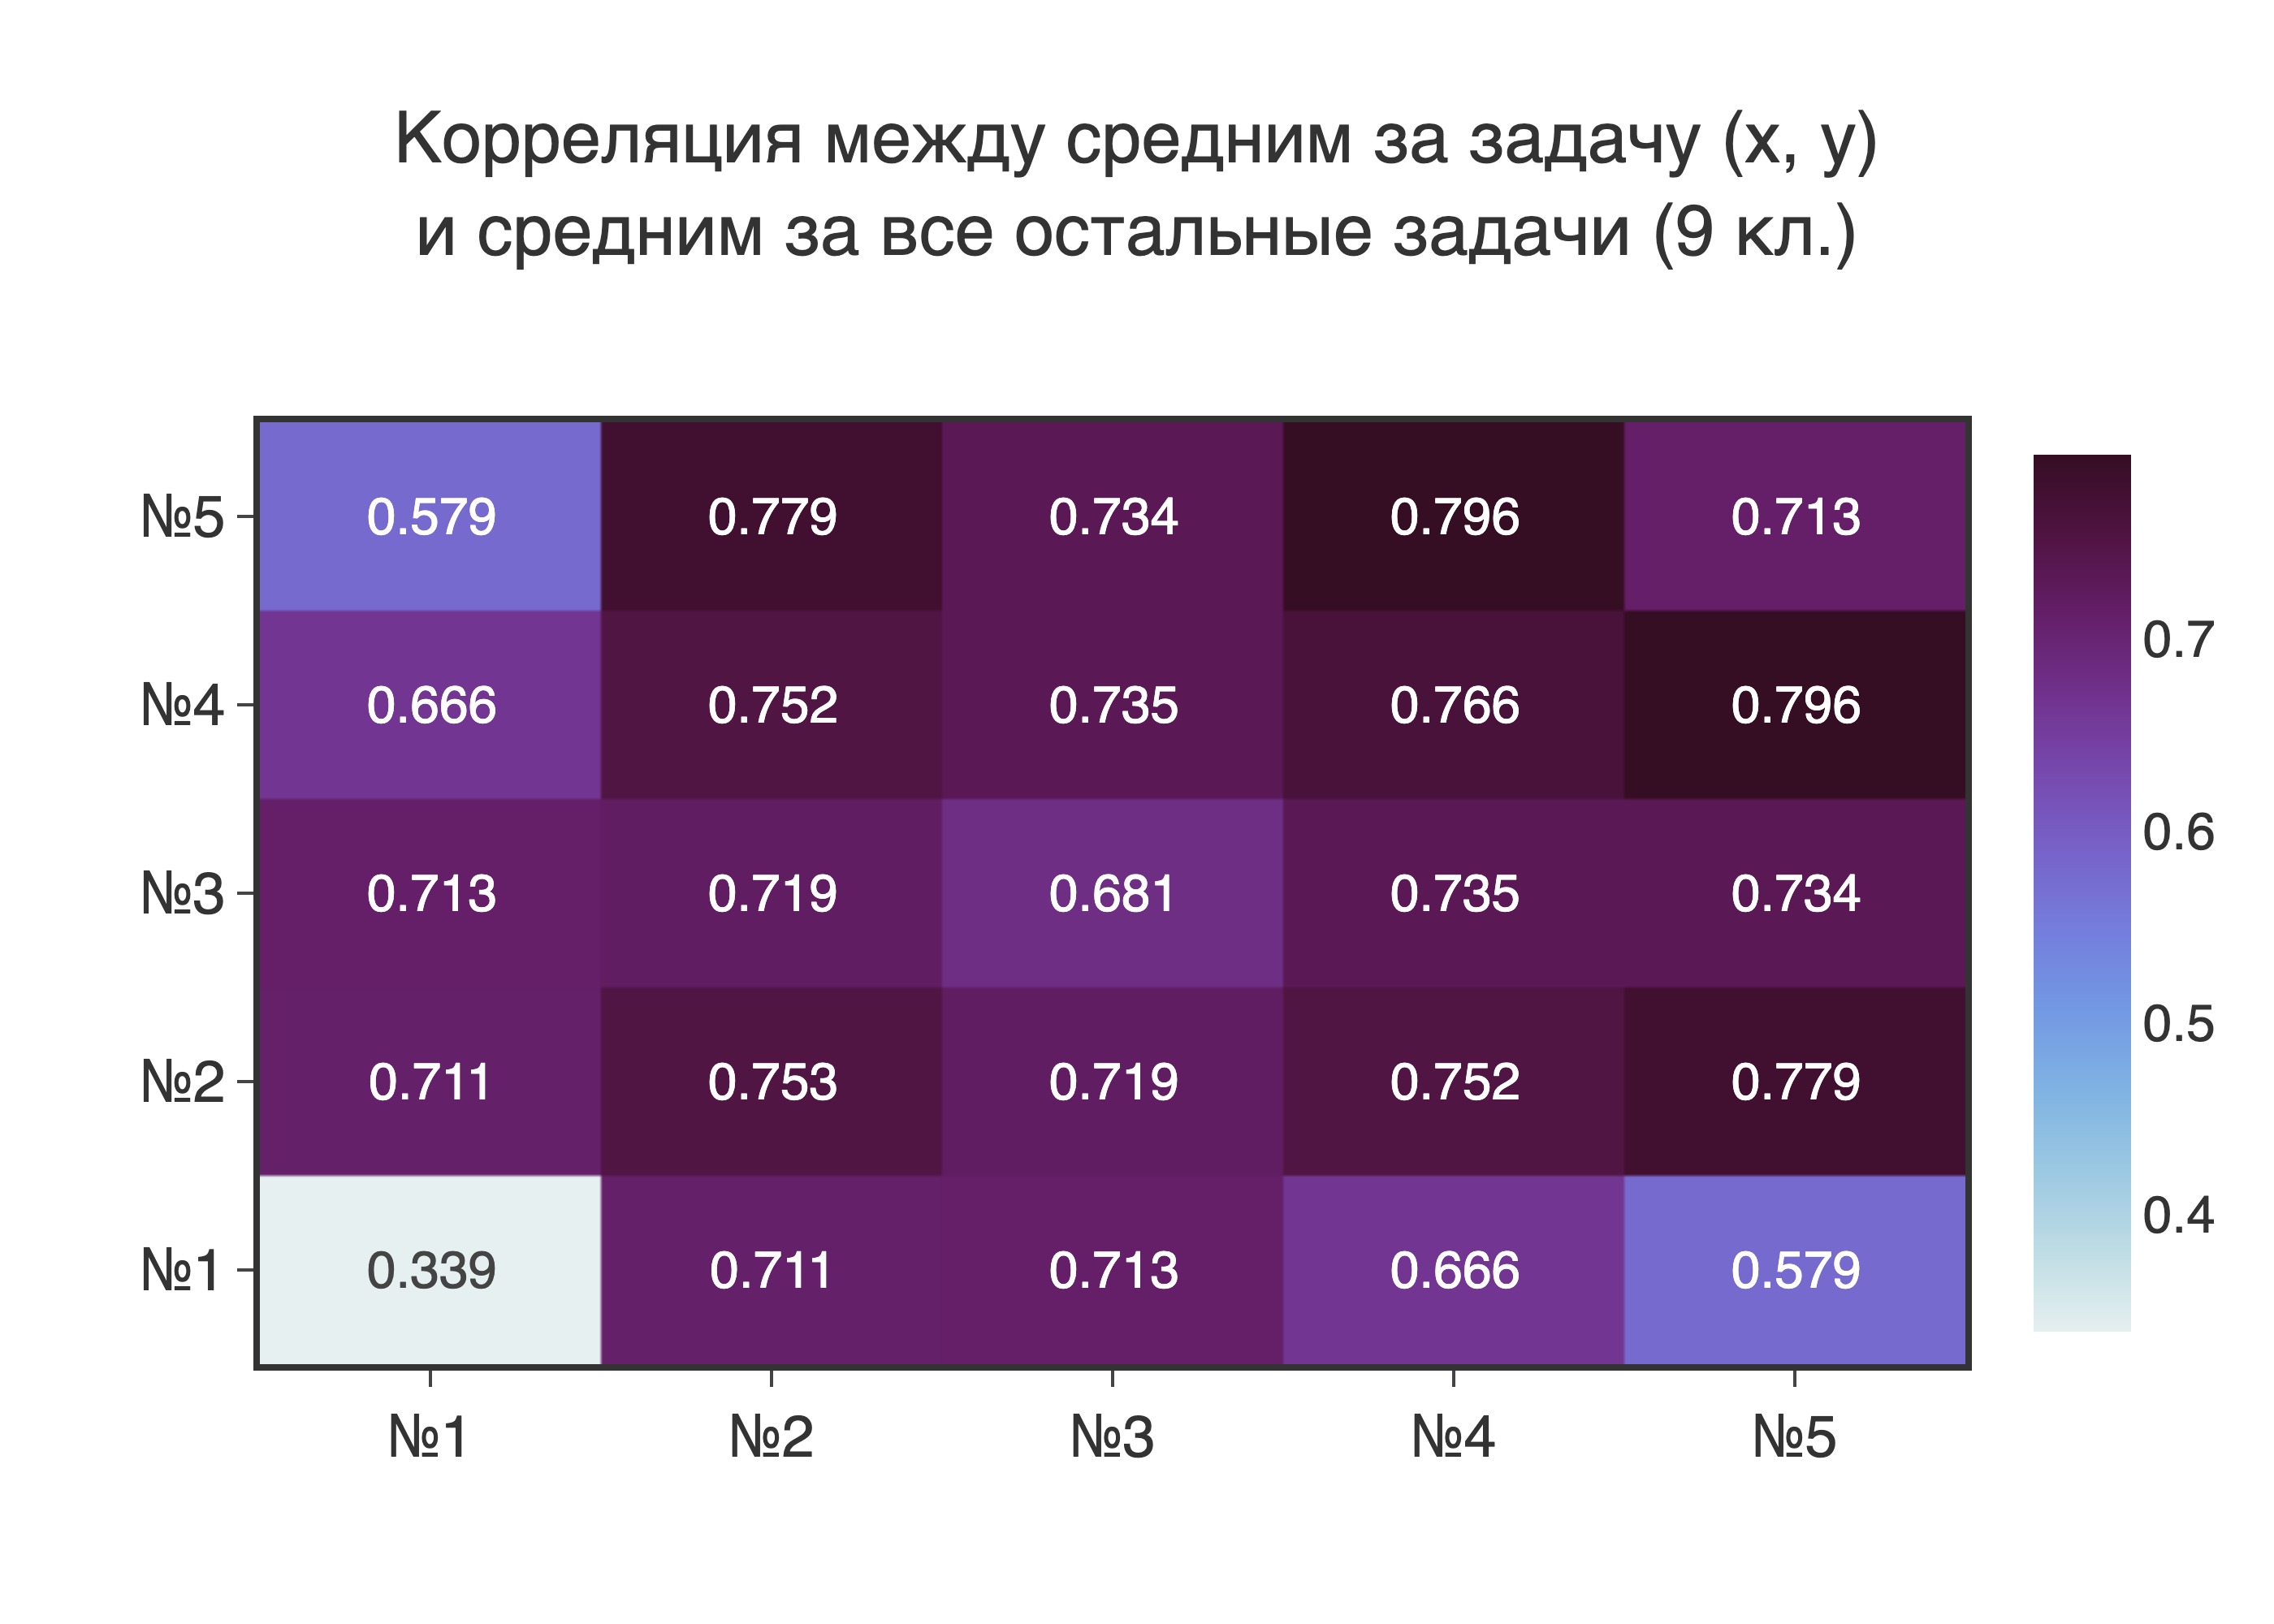 Корреляция между средним за задачу (x, y)
и средним за все остальные задачи (9 кл.)
№5 0.579 0.779 0.734 0.796 0.713
№4 0.666 0.752 0.735 0.766 0.796
№3 0.713 0.719 0.681 0.735 0.734
№2 0.711 0.753 0.719 0.752 0.779
№1 0.339 0.711 0.713 0.666 0.579
№1 №2 №3 №4 №5
0.7
0.6
0.5
0.4